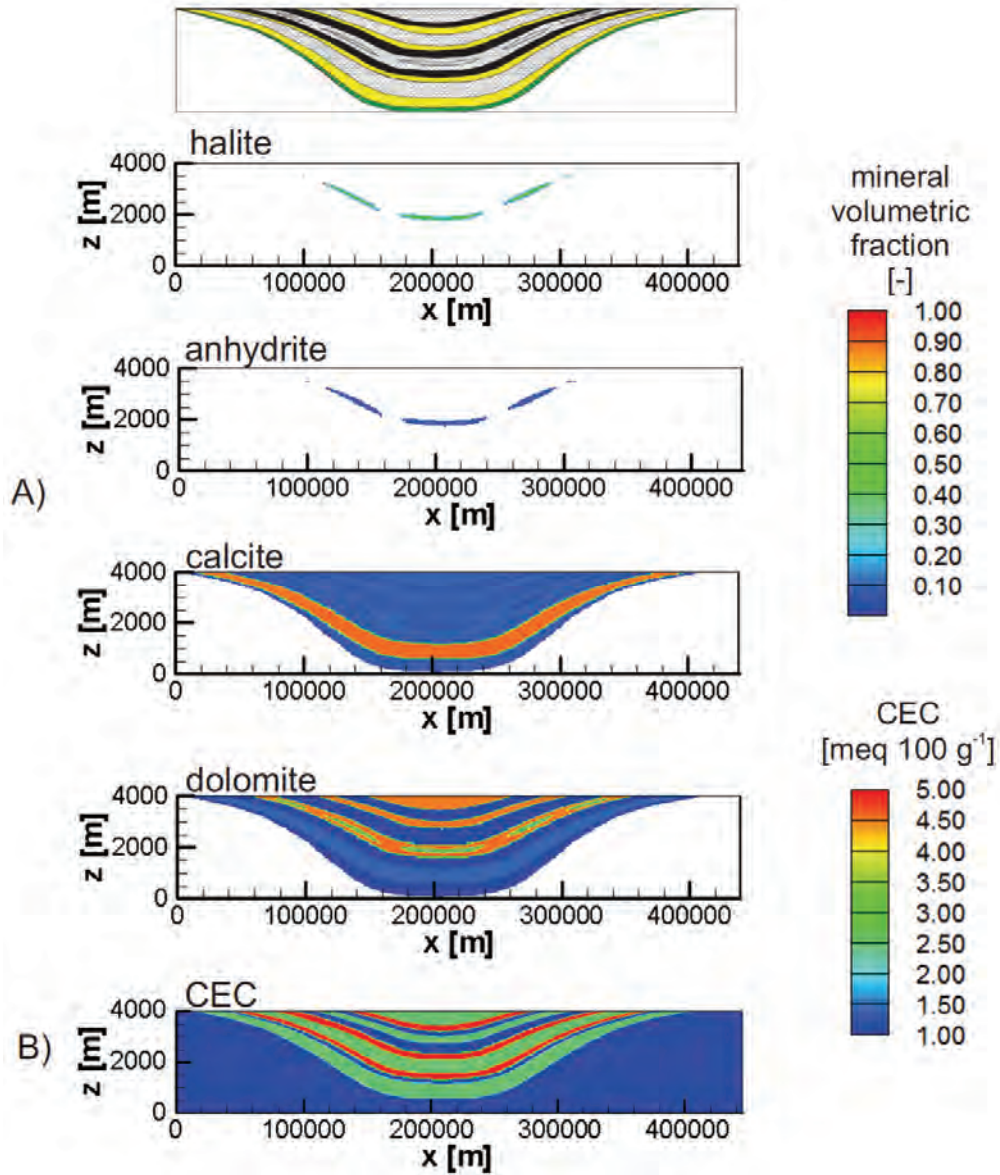 halite
4000
2000
0
z [m]
0 100000 200000 300000 400000
x [m]
anhydrite
4000
2000
0
z [m]
0 100000 200000 300000 400000
x [m]
A)
calcite
4000
2000
0
z [m]
0 100000 200000 300000 400000
x [m]
dolomite
4000
2000
0
z [m]
0 100000 200000 300000 400000
x [m]
B)
CEC
4000
2000
0
z [m]
0 100000 200000 300000 400000
x [m]
mineral
volumetric
fraction
[-]
1.00
0.90
0.80
0.70
0.60
0.50
0.40
0.30
0.20
0.10
CEC
[meq 100 g⁻¹]
5.00
4.50
4.00
3.50
3.00
2.50
2.00
1.50
1.00